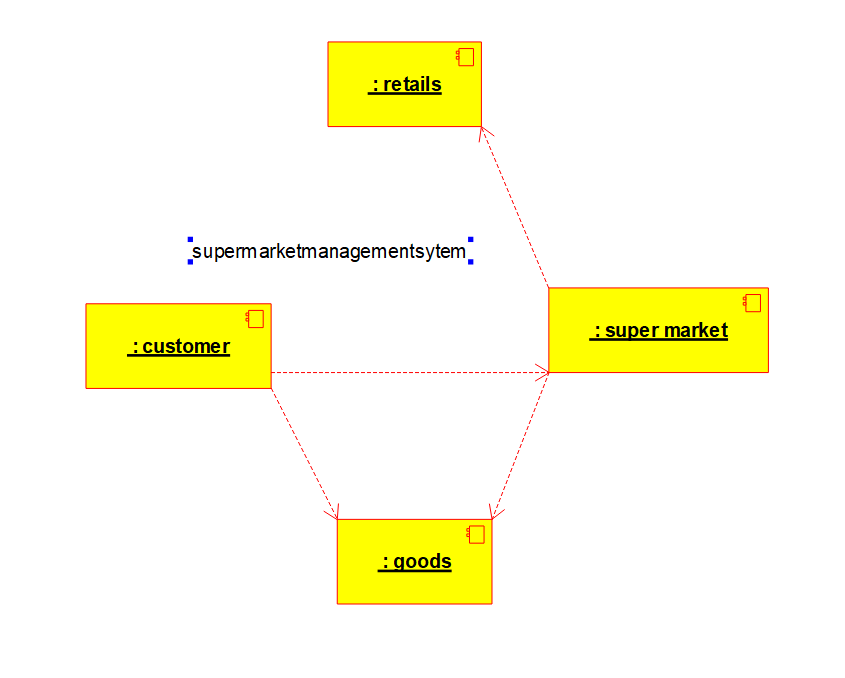 : retails
supermarketmanagementsytem
: customer
: super market
: goods